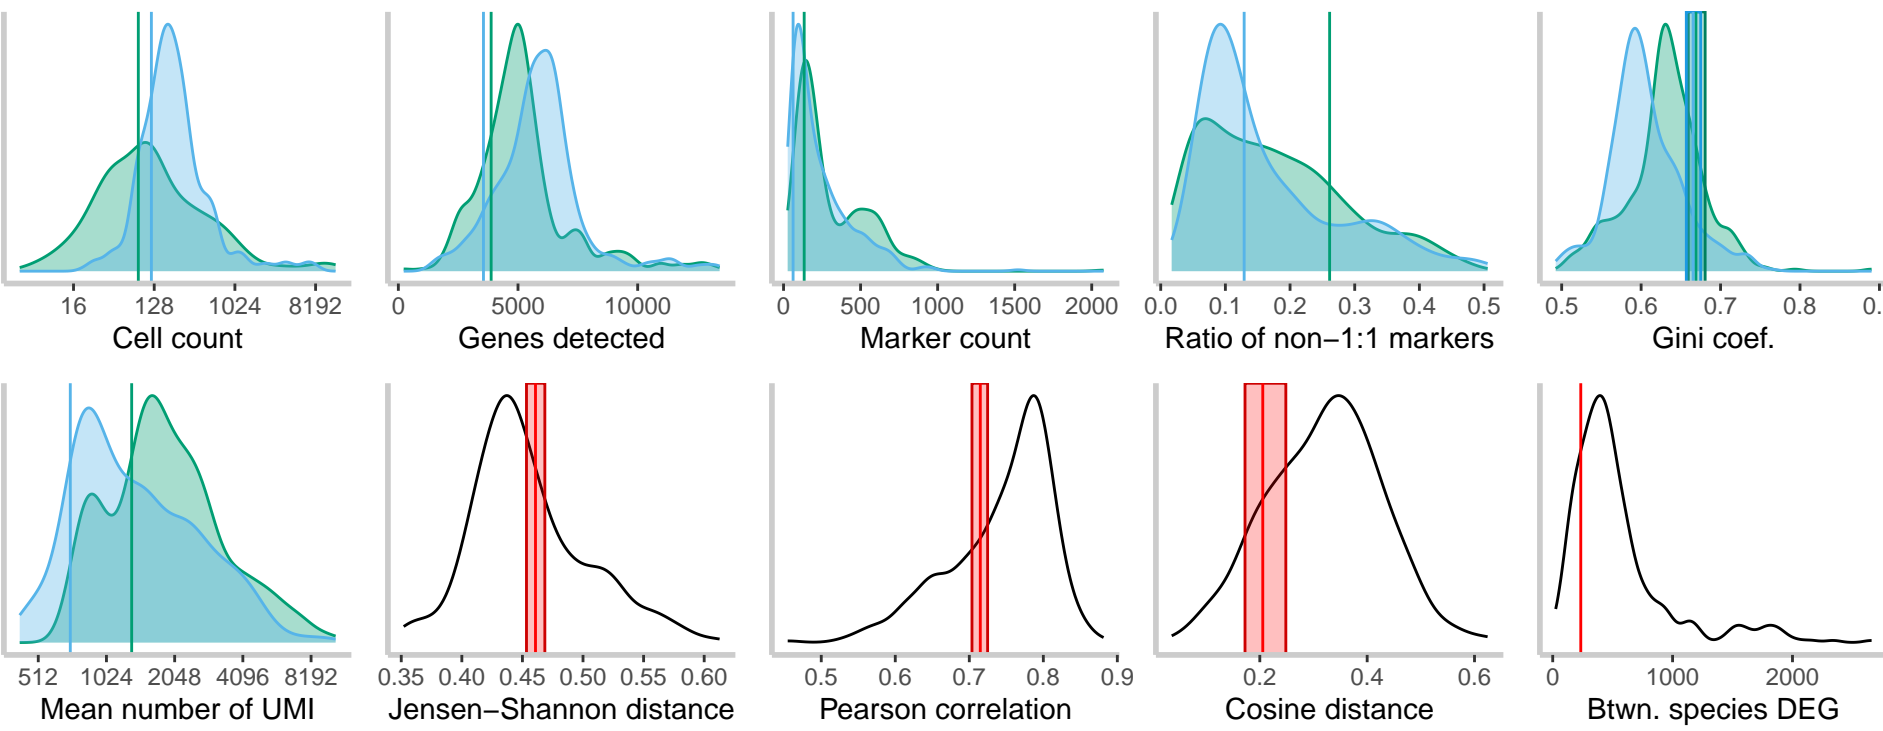 16 128 1024 8192
Cell count
0 5000 10000
Genes detected
0 500 1000 1500 2000
Marker count
0.0 0.1 0.2 0.3 0.4 0.5
Ratio of non−1:1 markers
0.5 0.6 0.7 0.8 0.
Gini coef.
512 1024 2048 4096 8192
Mean number of UMI
0.35 0.40 0.45 0.50 0.55 0.60
Jensen−Shannon distance
0.5 0.6 0.7 0.8 0.9
Pearson correlation
0.2 0.4 0.6
Cosine distance
0 1000 2000
Btwn. species DEG